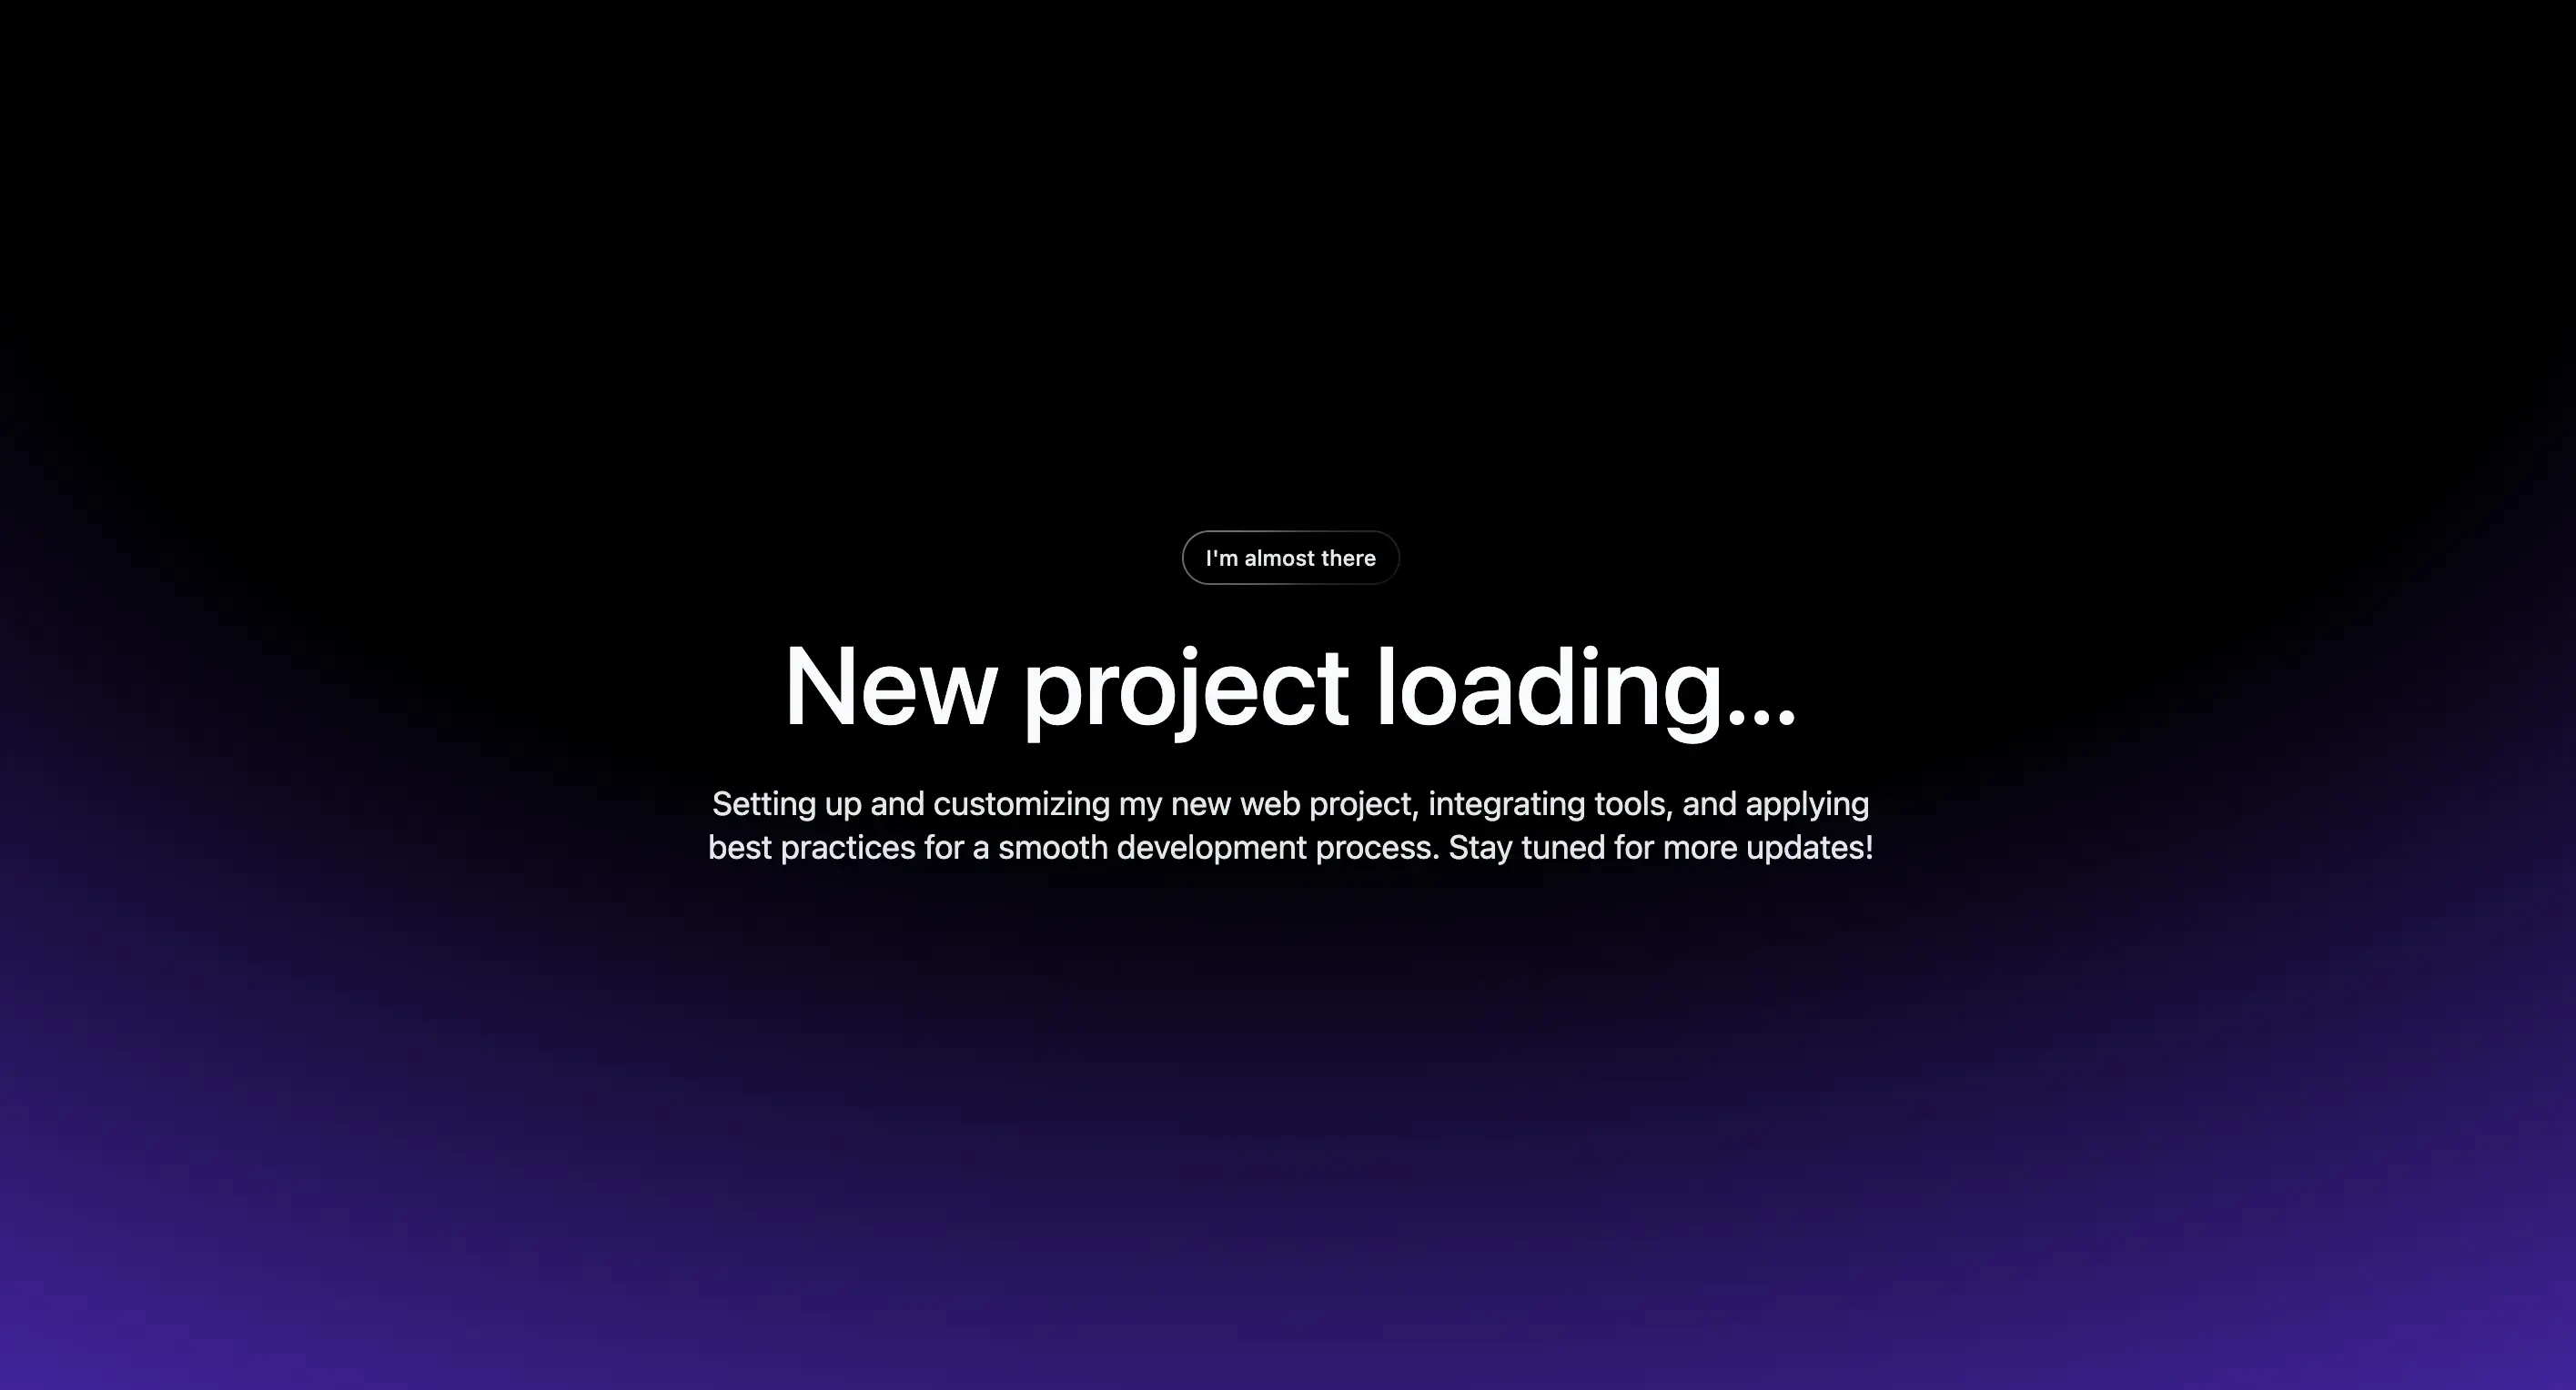 I'm almost there
New project loading...
Setting up and customizing my new web project, integrating tools, and applying
best practices for a smooth development process. Stay tuned for more updates!